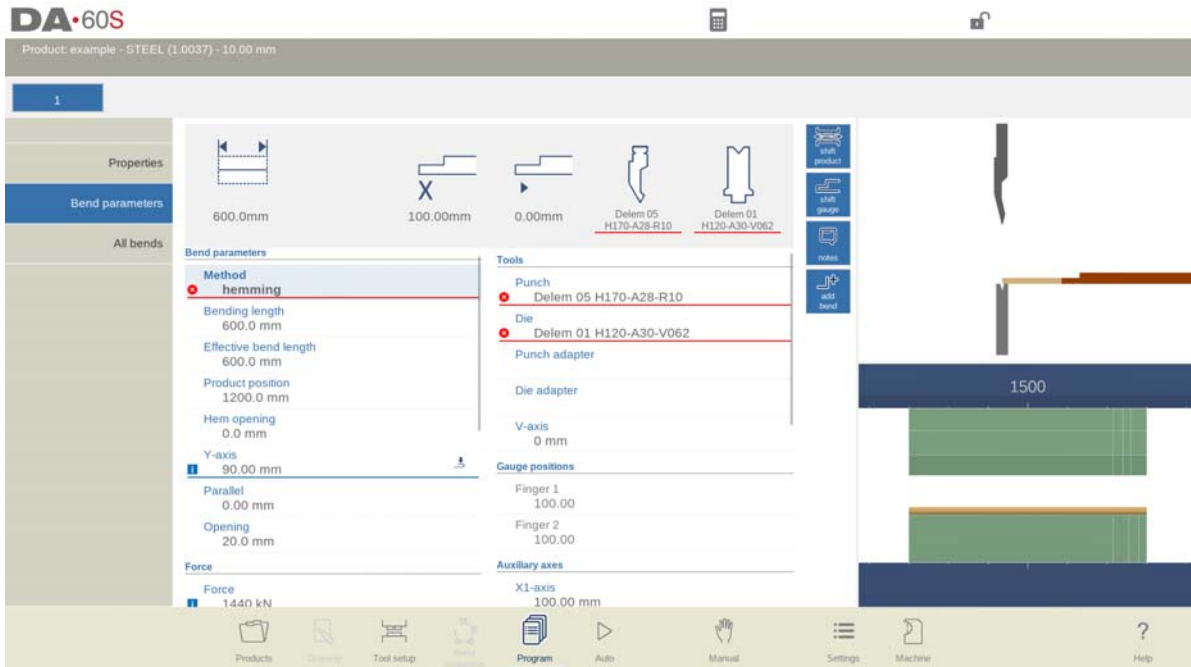 DA•60S
Product: example - STEEL (1.0037) - 10.00 mm
1
Properties
Bend parameters
All bends
600.0mm
X
100.00mm
0.00mm
Delem 05
H170-A28-R10
Delem 01
H120-A30-V062
shift
product
shift
gauge
notes
add
bend
Bend parameters
Method
hemming
Bending length
600.0 mm
Effective bend length
600.0 mm
Product position
1200.0 mm
Hem opening
0.0 mm
Y-axis
90.00 mm
Parallel
0.00 mm
Opening
20.0 mm
Force
Force
1440 kN
Tools
Punch
Delem 05 H170-A28-R10
Die
Delem 01 H120-A30-V062
Punch adapter
Die adapter
V-axis
0 mm
Gauge positions
Finger 1
100.00
Finger 2
100.00
Auxiliary axes
X1-axis
100.00 mm
1500
Products
Drawing
Tool setup
Bend
Program
Auto
Manual
Settings
Machine
?
Help